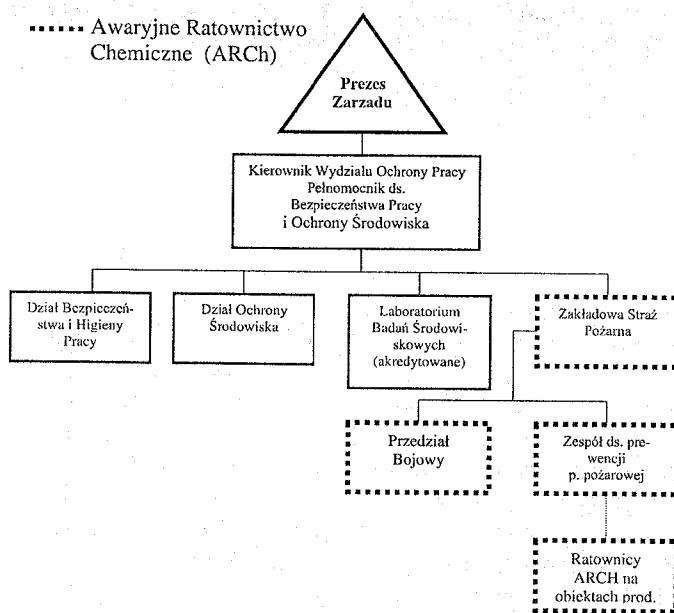 Awaryjne Ratownictwo
Chemiczne (ARCh)
Prezes
Zarzadu
Kierownik Wydziału Ochrony Pracy
Pełnomocnik ds.
Bezpieczeństwa Pracy
i Ochrony Środowiska
Dział Bezpieczeń-
stwa i Higieny
Pracy
Dział Ochrony
Środowiska
Laboratorium
Badań Środowi-
skowych
(akredytowane)
Zakładowa Straż
Pożarna
Przedział
Bojowy
Zespół ds. pre-
wencji
p. pożarowej
Ratownicy
ARCH na
obiektach prod.